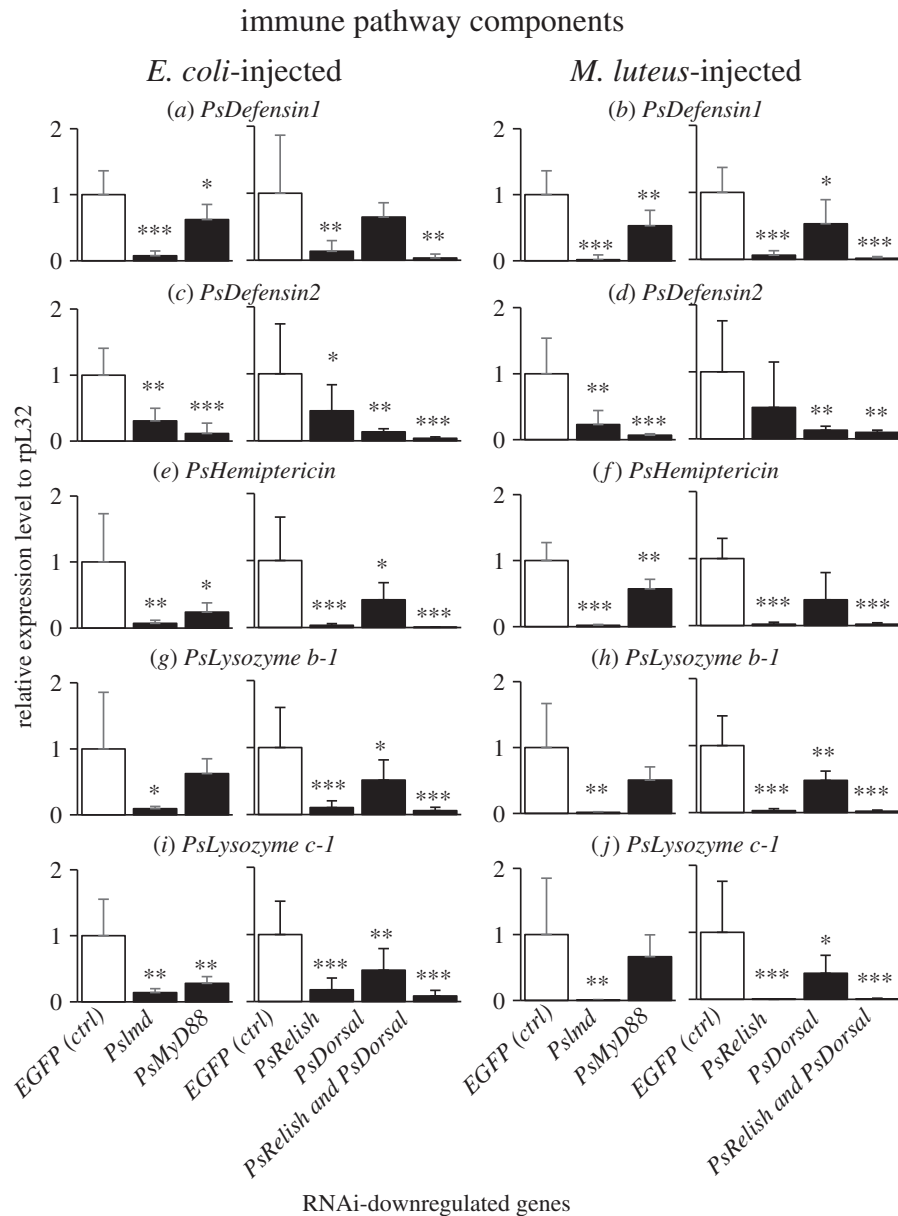 immune pathway components
E. coli-injected
M. luteus-injected
(a) PsDefensin1
(b) PsDefensin1
2
1
0
***
*
**
**
2
1
0
***
**
***
*
***
(c) PsDefensin2
(d) PsDefensin2
2
1
0
**
***
*
**
***
2
1
0
**
***
**
**
(e) PsHemiptericin
(f) PsHemiptericin
2
1
0
**
*
***
*
***
2
1
0
***
**
***
***
(g) PsLysozyme b-1
(h) PsLysozyme b-1
2
1
0
*
***
*
***
2
1
0
**
***
**
***
(i) PsLysozyme c-1
(j) PsLysozyme c-1
2
1
0
**
**
***
**
***
2
1
0
**
***
*
***
relative expression level to rpL32
EGFP (ctrl)
PsImd
PsMyD88
EGFP (ctrl)
PsRelish
PsDorsal
PsRelish and PsDorsal
EGFP (ctrl)
PsImd
PsMyD88
EGFP (ctrl)
PsRelish
PsDorsal
PsRelish and PsDorsal
RNAi-downregulated genes